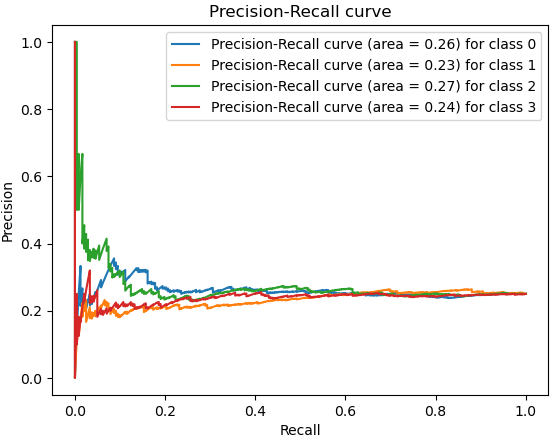 Precision-Recall curve
Precision-Recall curve (area = 0.26) for class 0
Precision-Recall curve (area = 0.23) for class 1
Precision-Recall curve (area = 0.27) for class 2
Precision-Recall curve (area = 0.24) for class 3
Precision
1.0
0.8
0.6
0.4
0.2
0.0
0.0 0.2 0.4 0.6 0.8 1.0
Recall